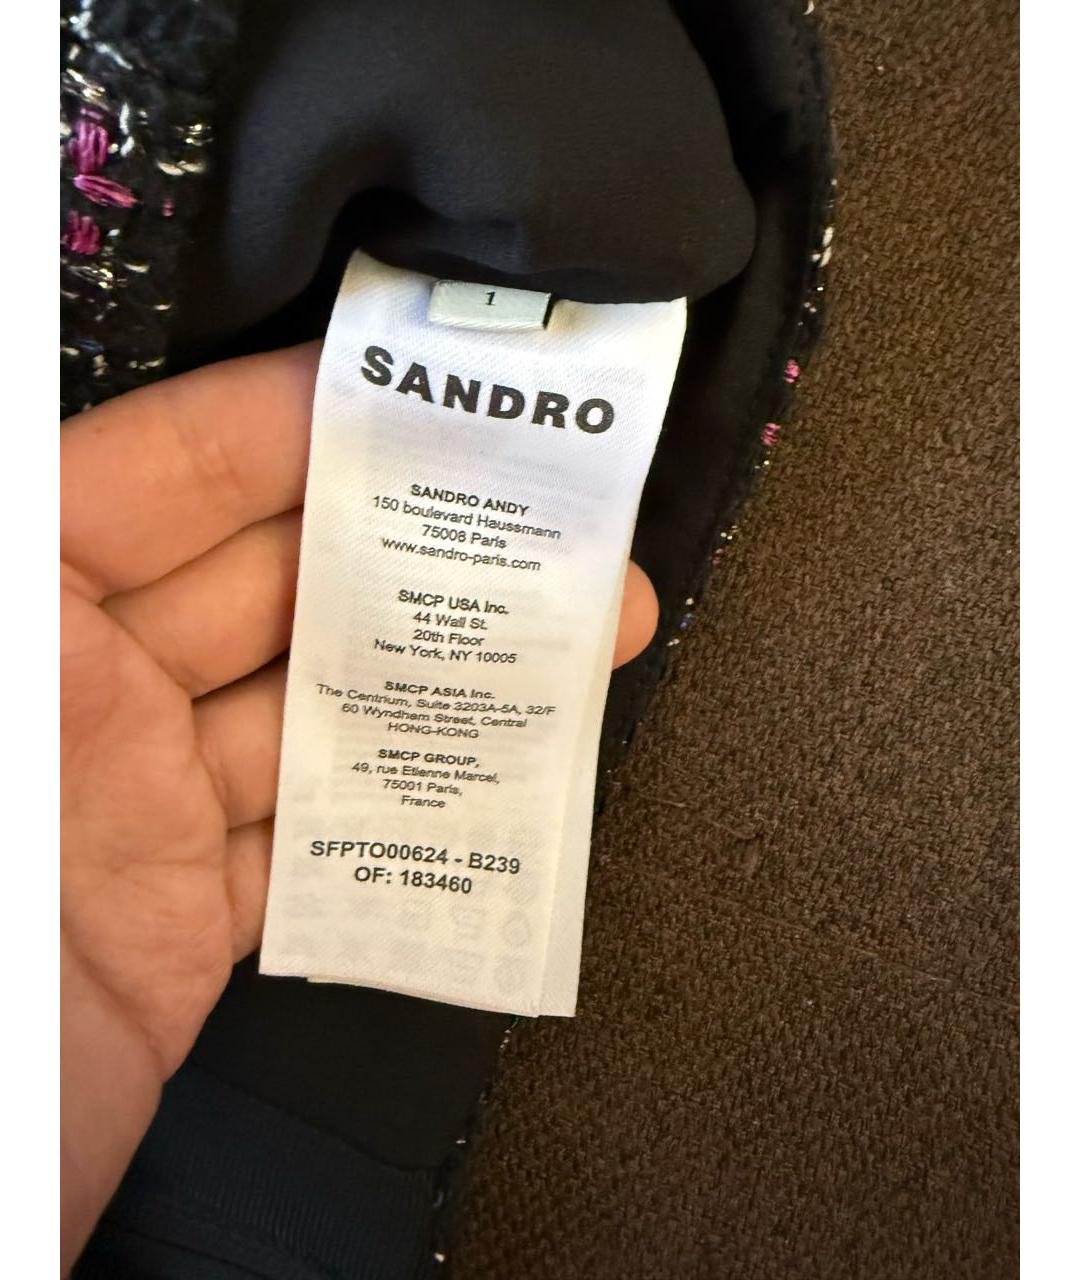 1
SANDRO
SANDRO ANDY
150 boulevard Haussmann
75008 Paris
www.sandro-paris.com
SMCP USA Inc.
44 Wall St.
20th Floor
New York, NY 10005
SMCP ASIA Inc.
The Centrium, Suite 3203A-5A, 32/F
60 Wyndham Street, Central
HONG-KONG
SMCP GROUP,
49, rue Etienne Marcel,
75001 Paris,
France
SFPTO00624 - B239
OF: 183460